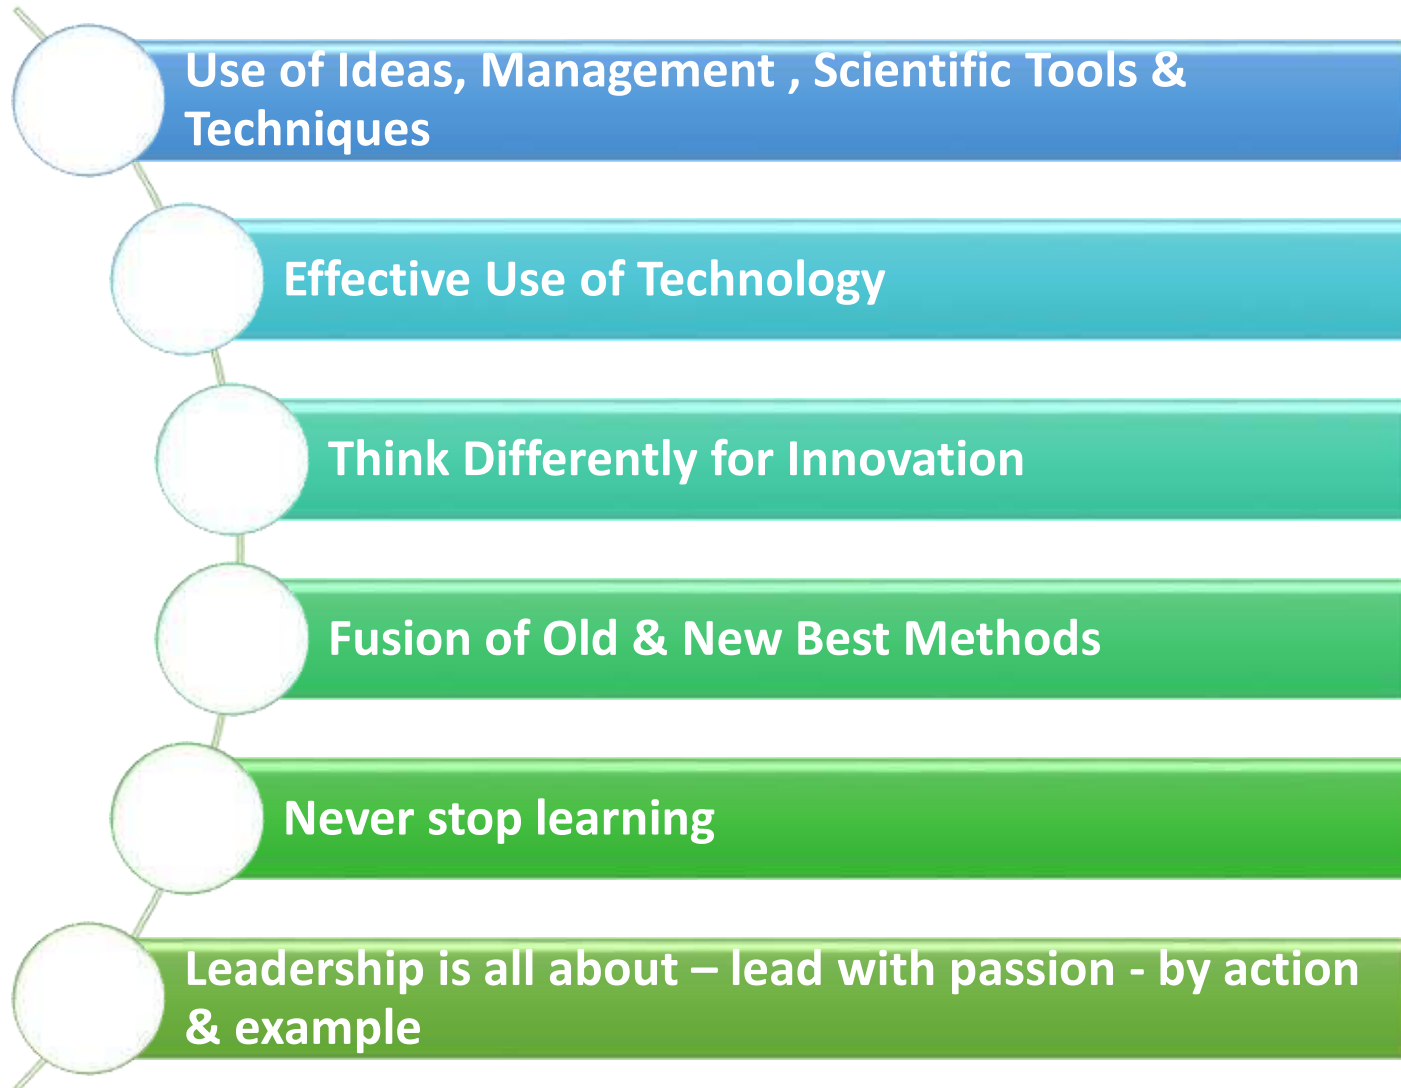 Use of Ideas, Management , Scientific Tools &
Techniques
Effective Use of Technology
Think Differently for Innovation
Fusion of Old & New Best Methods
Never stop learning
Leadership is all about – lead with passion - by action
& example